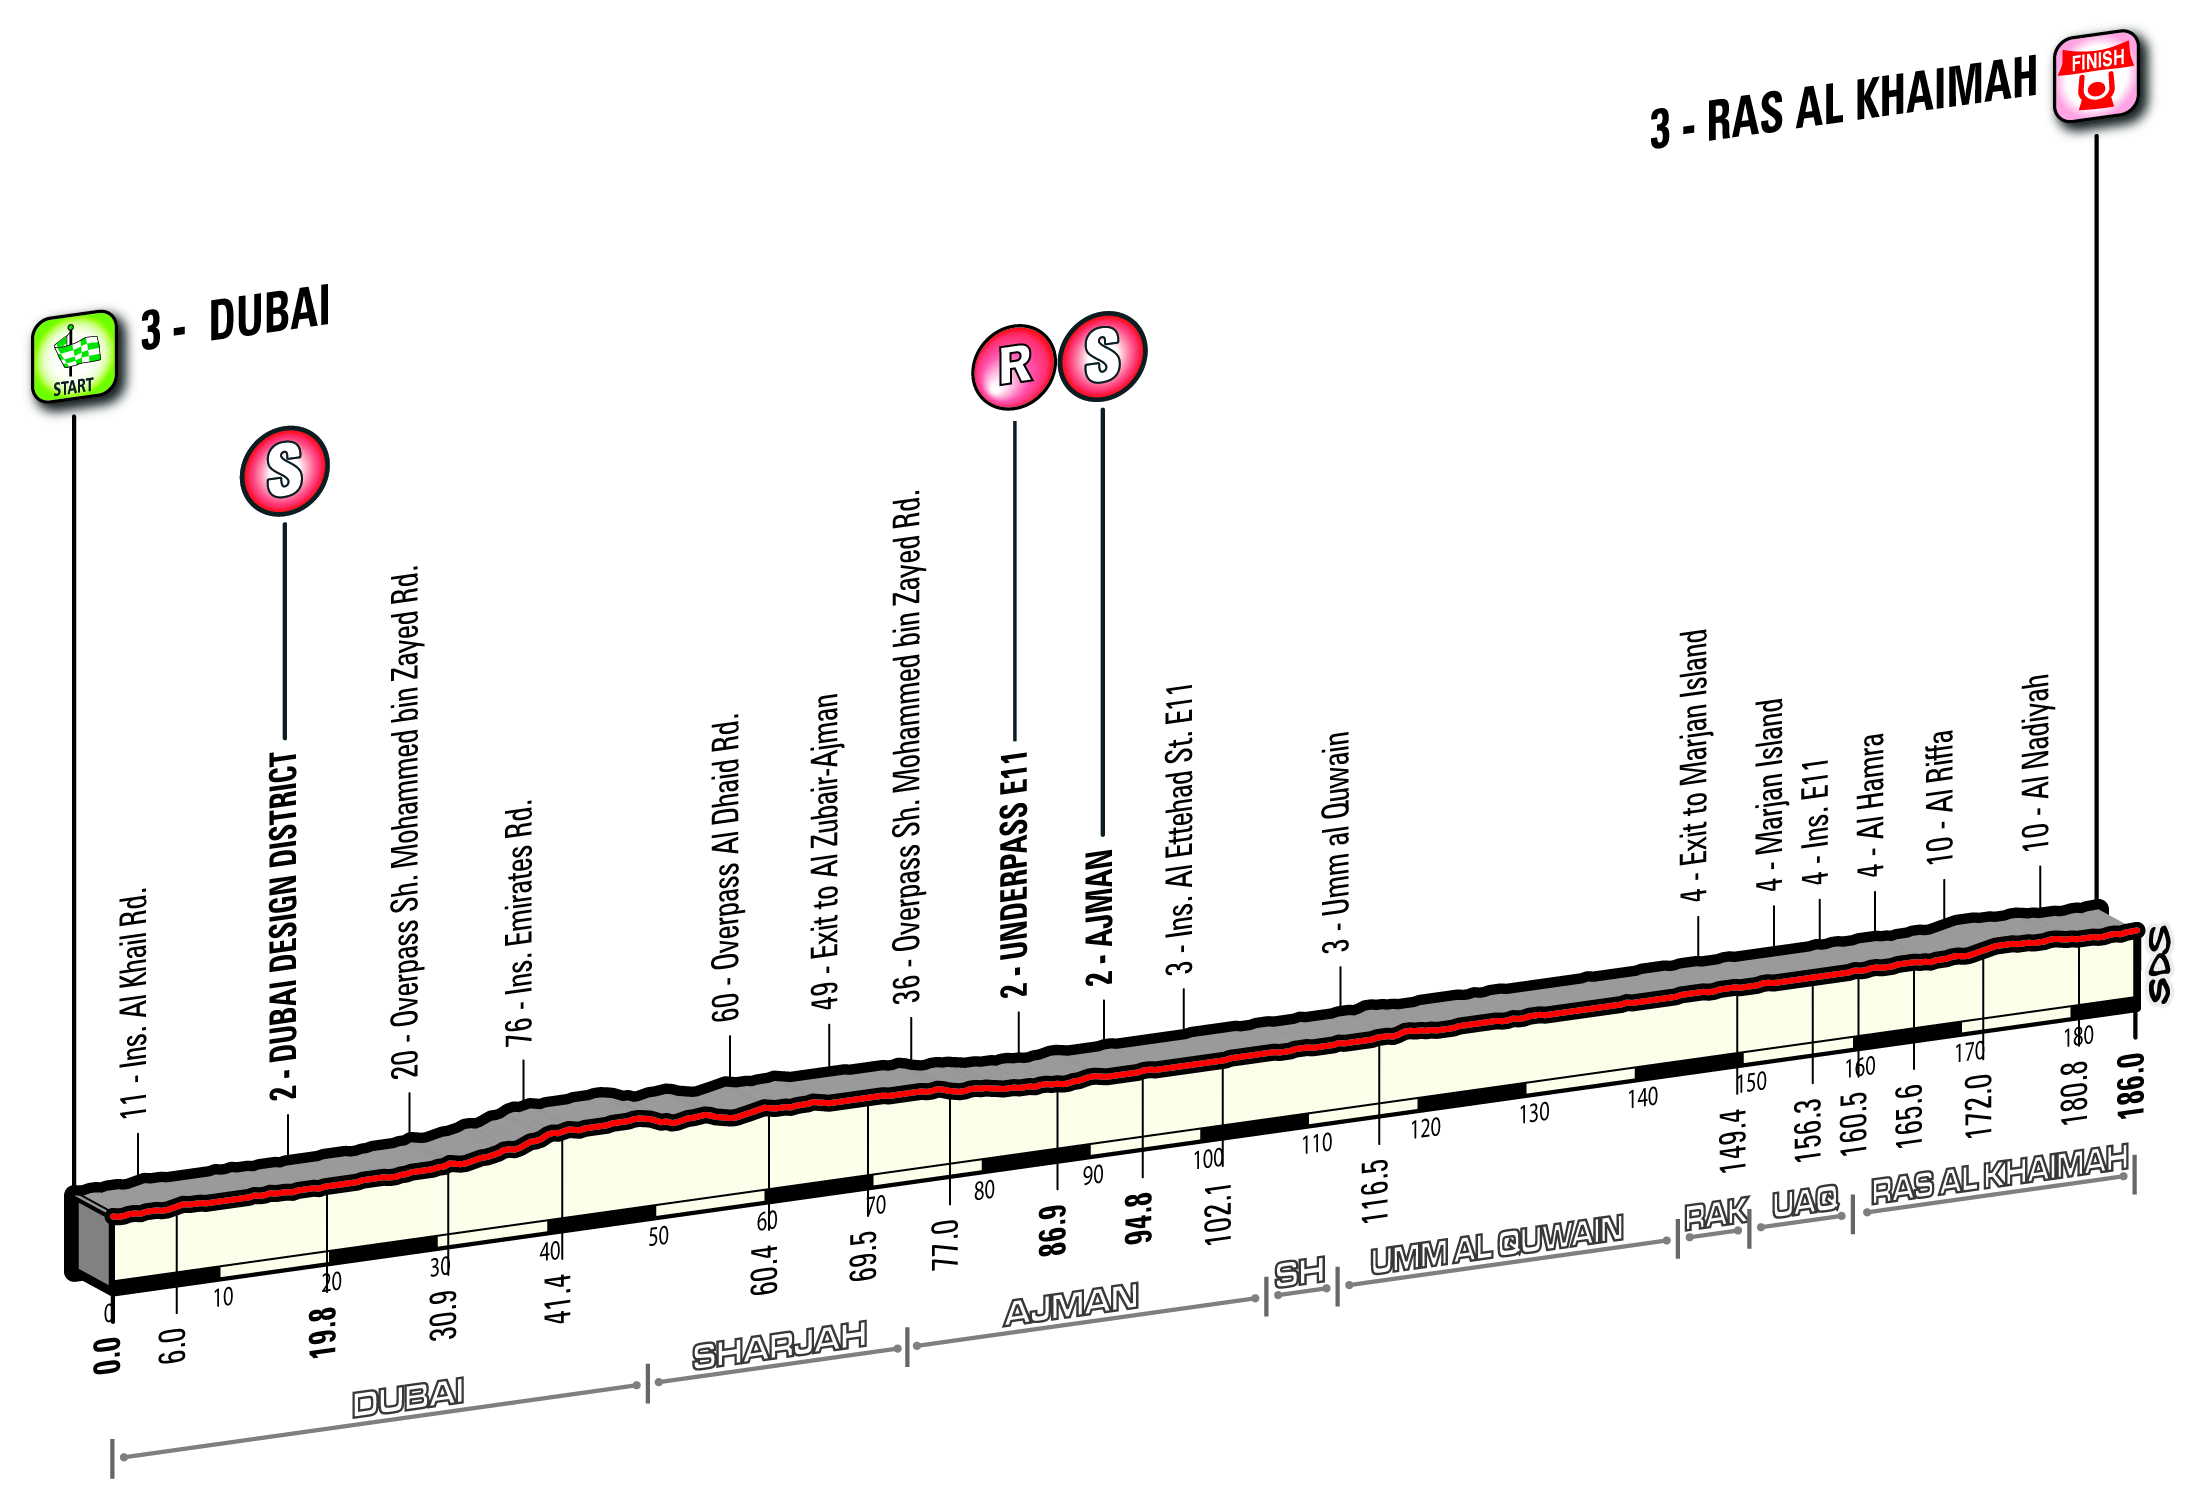 3 - RAS AL KHAIMAH
FINISH
3 - DUBAI
START
S
R
S
11 - Ins. Al Khail Rd.
2 - DUBAI DESIGN DISTRICT
20 - Overpass Sh. Mohammed bin Zayed Rd.
76 - Ins. Emirates Rd.
60 - Overpass Al Dhaid Rd.
49 - Exit to Al Zubair-Ajman
36 - Overpass Sh. Mohammed bin Zayed Rd.
2 - UNDERPASS E11
2 - AJMAN
3 - Ins. Al Ettehad St. E11
3 - Umm al Quwain
4 - Exit to Marjan Island
4 - Marjan Island
4 - Ins. E11
4 - Al Hamra
10 - Al Riffa
10 - Al Nadiyah
SDS
0
10
20
30
40
50
60
70
80
90
100
110
120
130
140
150
160
170
180
0.0
6.0
19.8
30.9
41.4
60.4
69.5
77.0
86.9
94.8
102.1
116.5
149.4
156.3
160.5
165.6
172.0
180.8
186.0
DUBAI
SHARJAH
AJMAN
SH
UMM AL QUWAIN
RAK
UAQ
RAS AL KHAIMAH